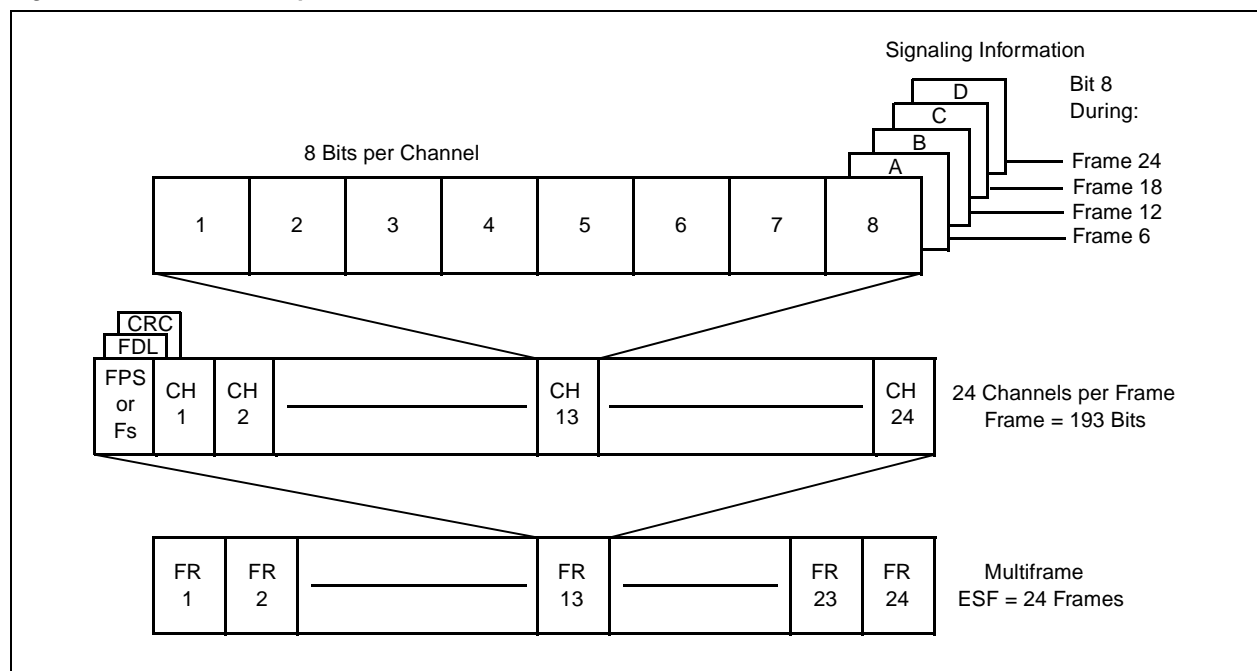 Signaling Information
Bit 8
During:
D
C
B
A
Frame 24
Frame 18
Frame 12
Frame 6
8 Bits per Channel
1 2 3 4 5 6 7 8
CRC
FDL
FPS
or
Fs
CH
1
CH
2
CH
13
CH
24
24 Channels per Frame
Frame = 193 Bits
FR
1
FR
2
FR
13
FR
23
FR
24
Multiframe
ESF = 24 Frames